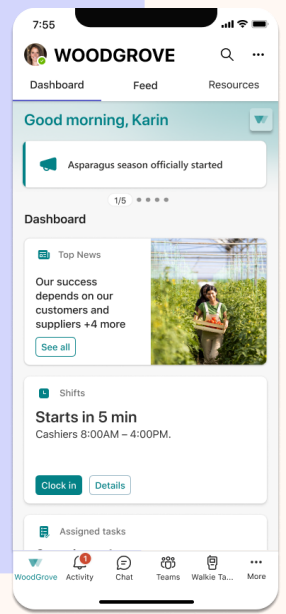 7:55
WOODGROVE
Dashboard Feed Resources
Good morning, Karin
Asparagus season officially started
1/5
Dashboard
Top News
Our success
depends on our
customers and
suppliers +4 more
See all
Shifts
Starts in 5 min
Cashiers 8:00AM – 4:00PM.
Clock in Details
Assigned tasks
1
WoodGrove Activity Chat Teams Walkie Ta... More